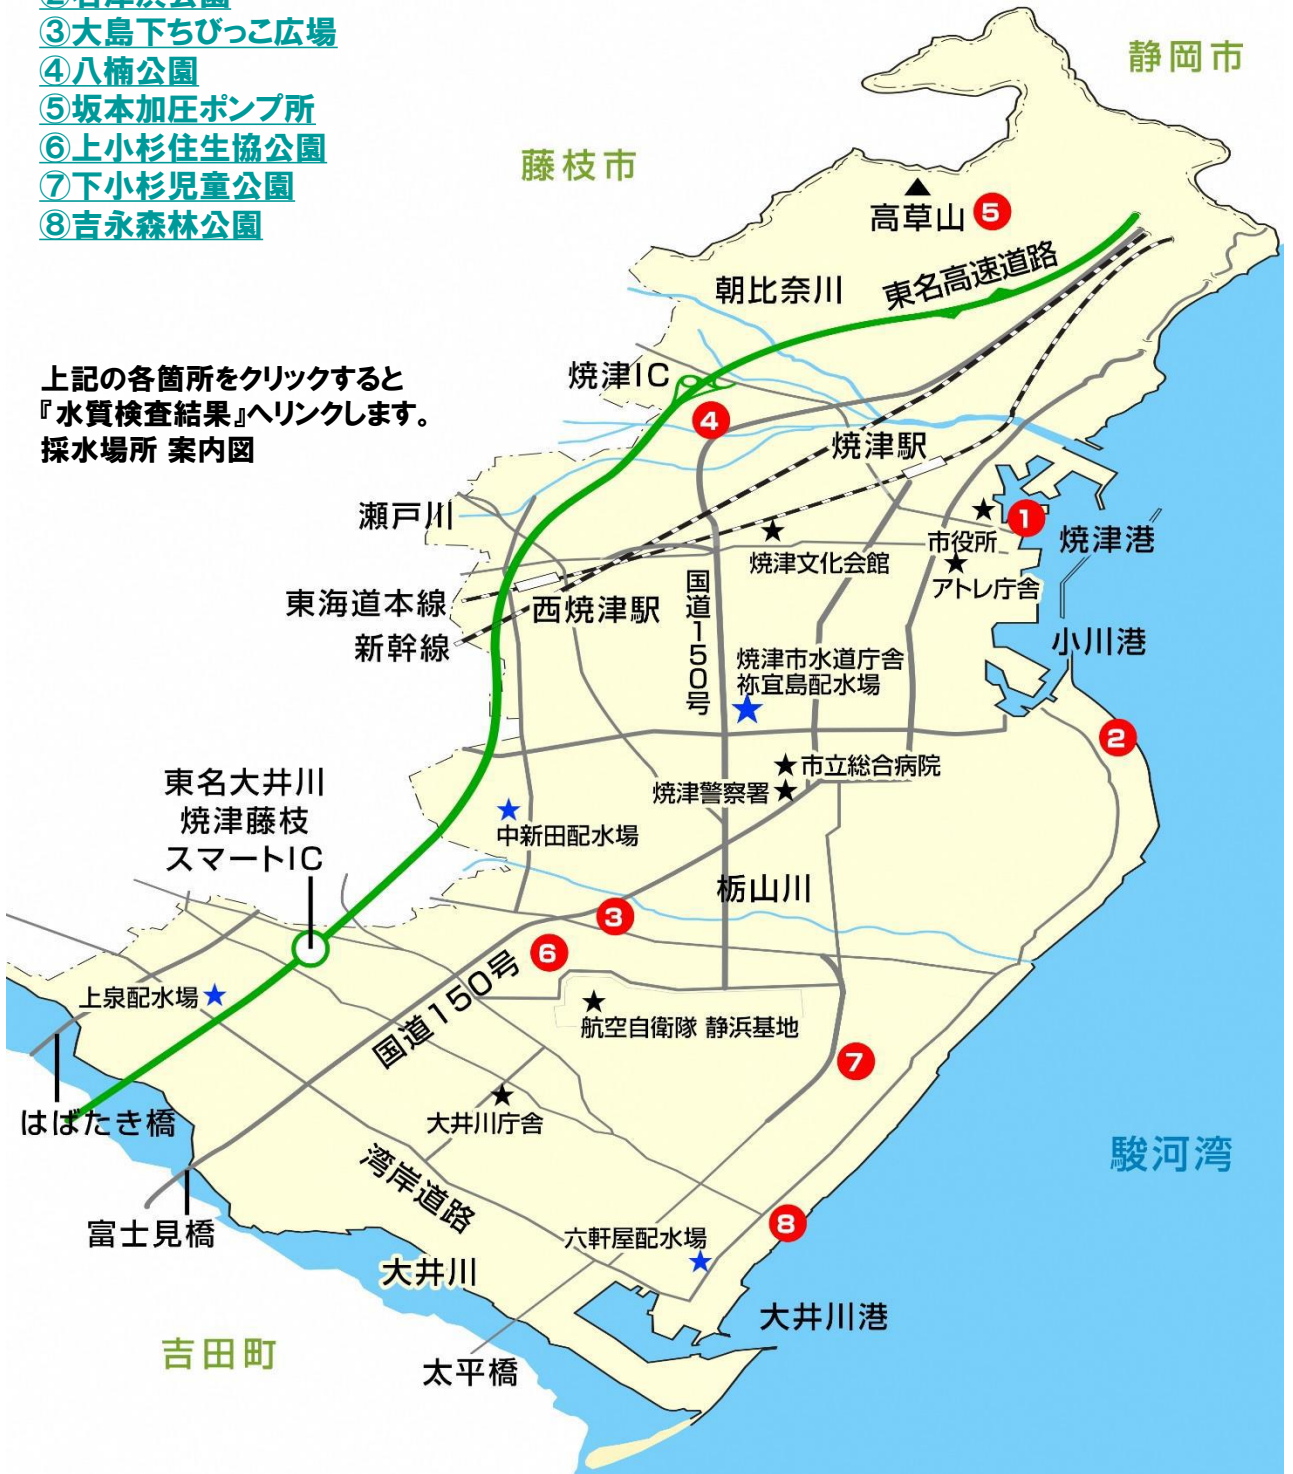 ③大島下ちびっこ広場
④八楠公園
⑤坂本加圧ポンプ所
⑥上小杉住生協公園
⑦下小杉児童公園
⑧吉永森林公園
上記の各箇所をクリックすると
『水質検査結果』へリンクします。
採水場所 案内図
静岡市
藤枝市
高草山
5
朝比奈川
東名高速道路
焼津IC
4
焼津駅
瀬戸川
1
焼津港
市役所
焼津文化会館
アトレ庁舎
東海道本線
西焼津駅
新幹線
国道150号
小川港
焼津市水道庁舎
祢宜島配水場
2
市立総合病院
焼津警察署
東名大井川
焼津藤枝
スマートIC
中新田配水場
栃山川
3
6
国道150号
上泉配水場
航空自衛隊 静浜基地
7
はばたき橋
大井川庁舎
駿河湾
湾岸道路
富士見橋
8
六軒屋配水場
大井川
大井川港
吉田町
太平橋